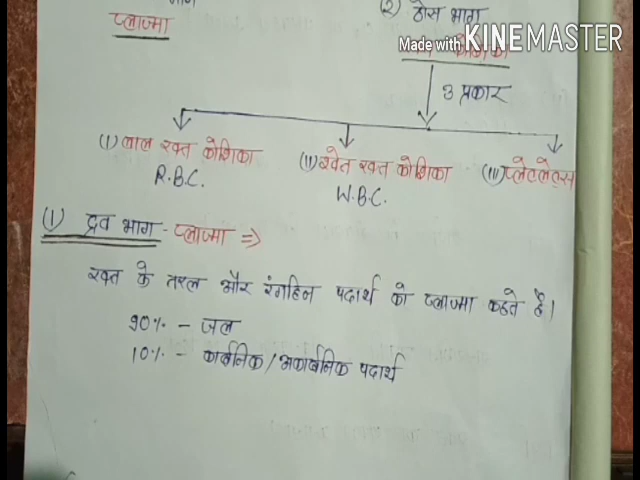 भाग
(2) ठोस भाग
प्लाज्मा
Made with KINEMASTER
3 प्रकार
(I) लाल रक्त कोशिका
(II) श्वेत रक्त कोशिका
(III) प्लेटलेट्स
R.B.C.
W.B.C.
(1) द्रव भाग - प्लाज्मा ⇒
रक्त के तरल और रंगहिन पदार्थ को प्लाज्मा कहते है।
90% - जल
10% - कार्बनिक/अकार्बनिक पदार्थ